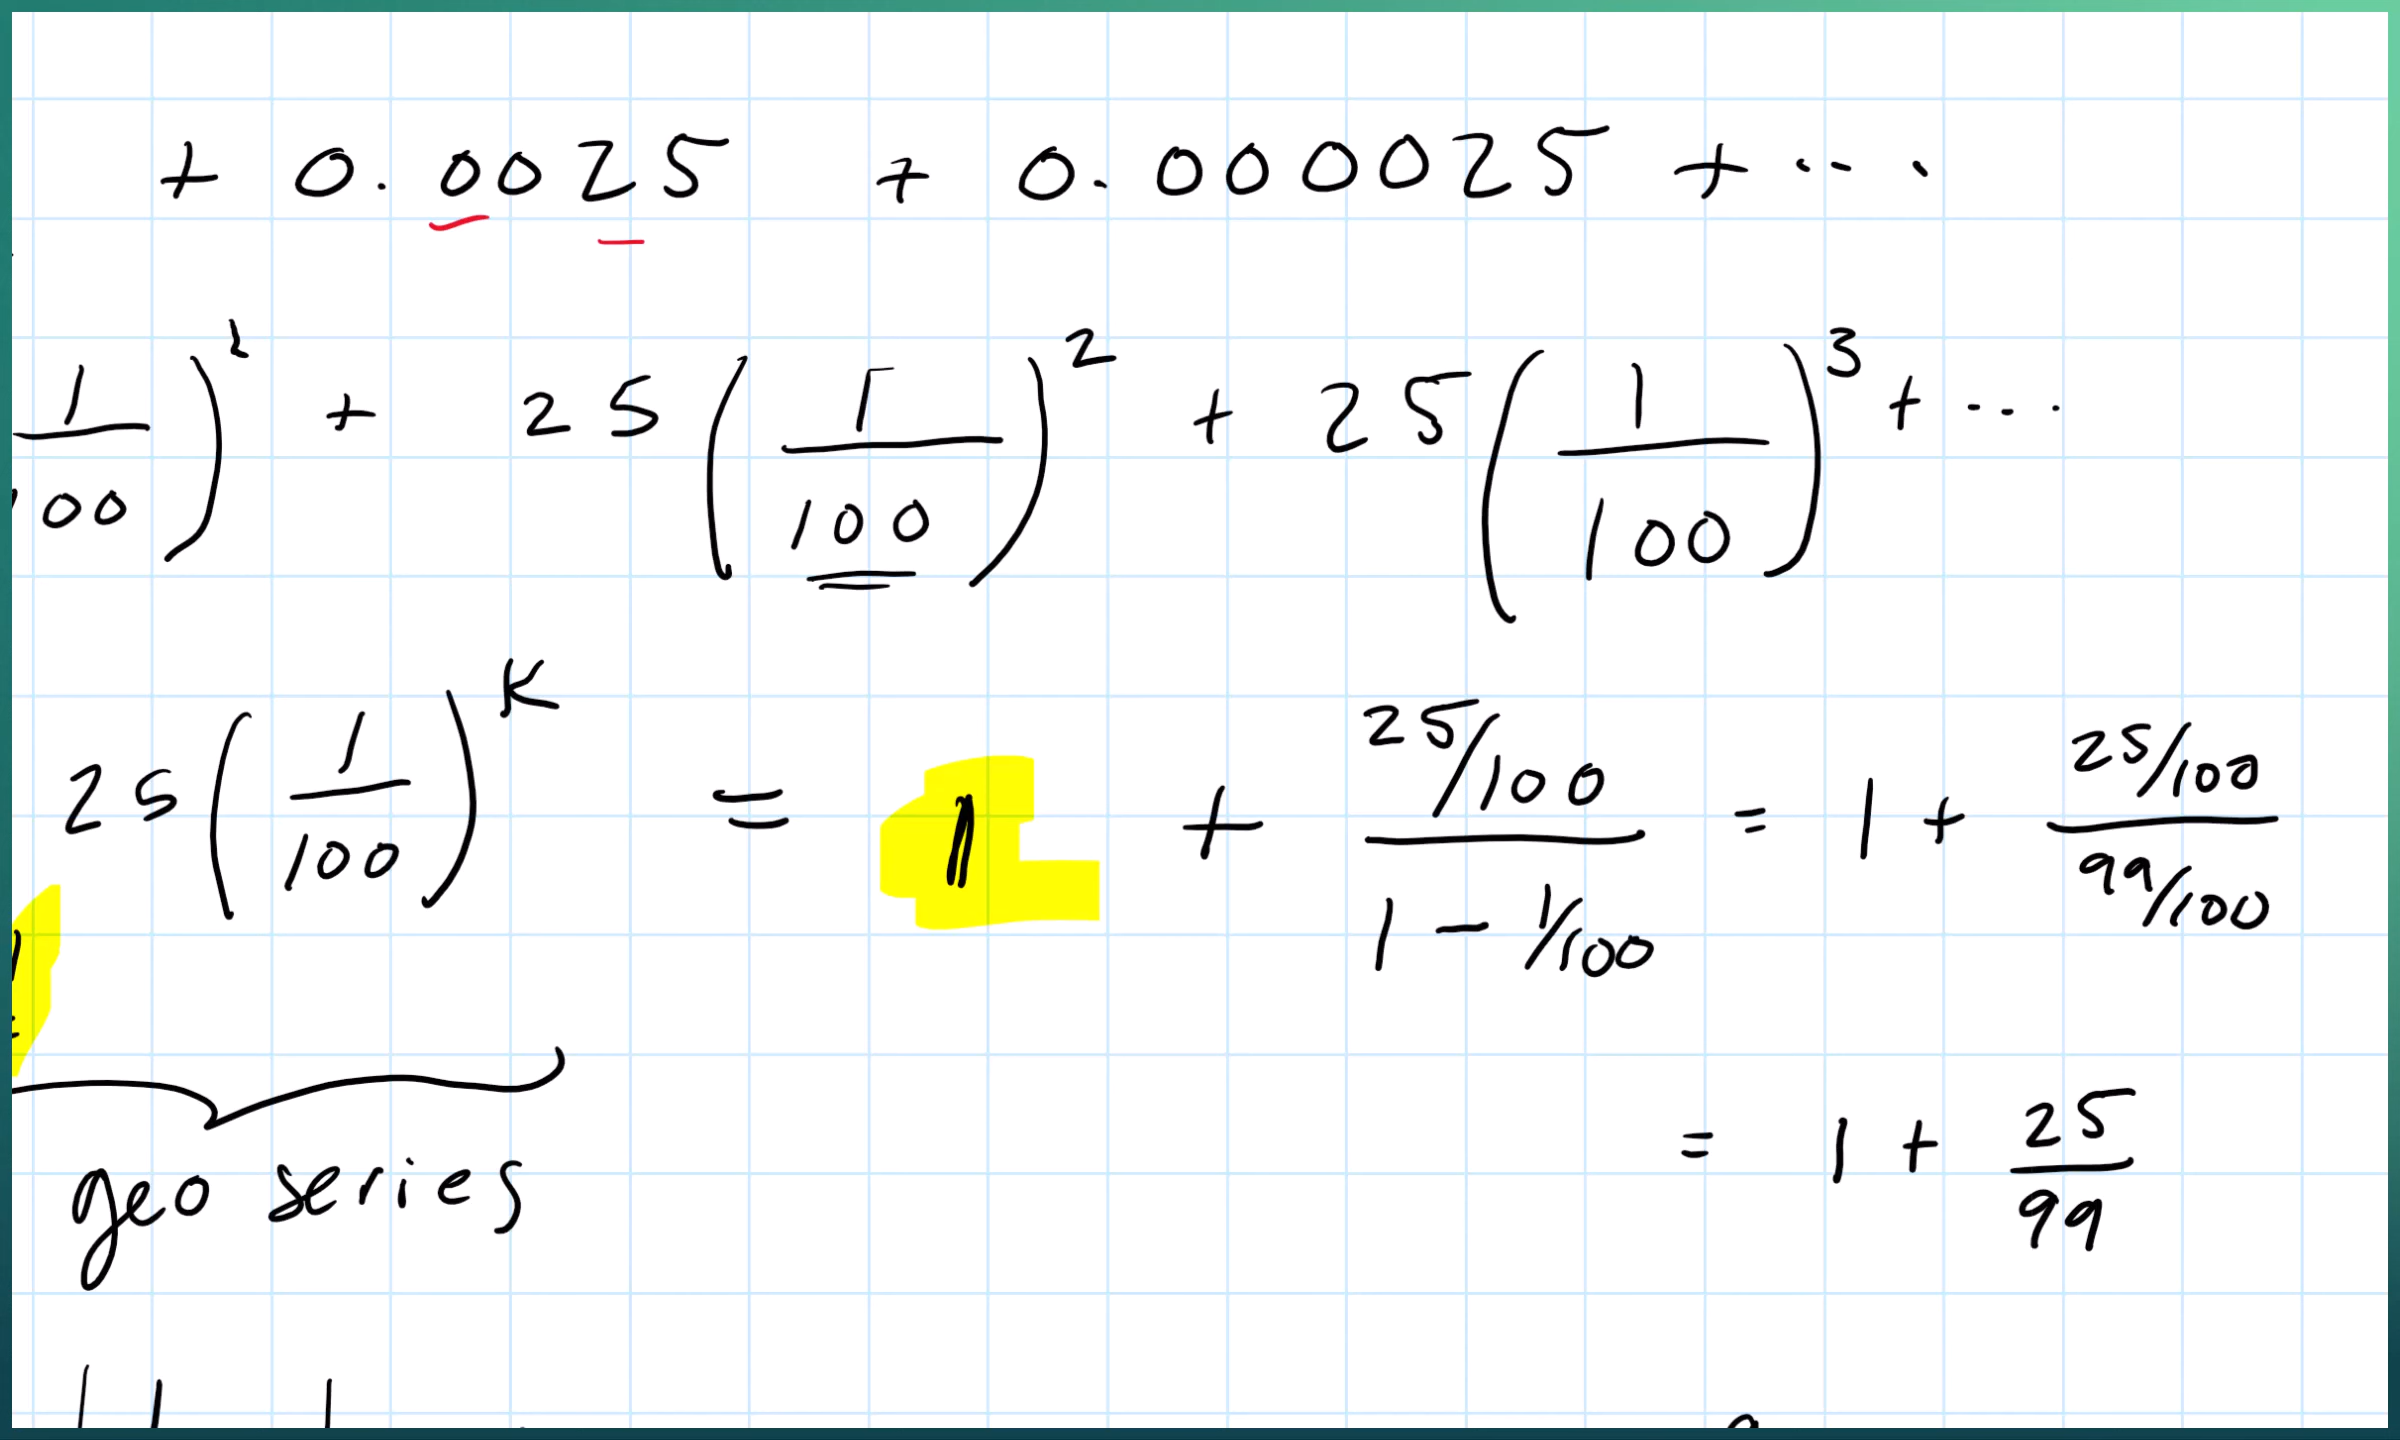 + 0.0025 + 0.000025 + ...
1/100)¹ + 25(1/100)² + 25(1/100)³ + ...
25(1/100)^K = 1 + (25/100)/(1 - 1/100) = 1 + (25/100)/(99/100)
= 1 + 25/99
geo series